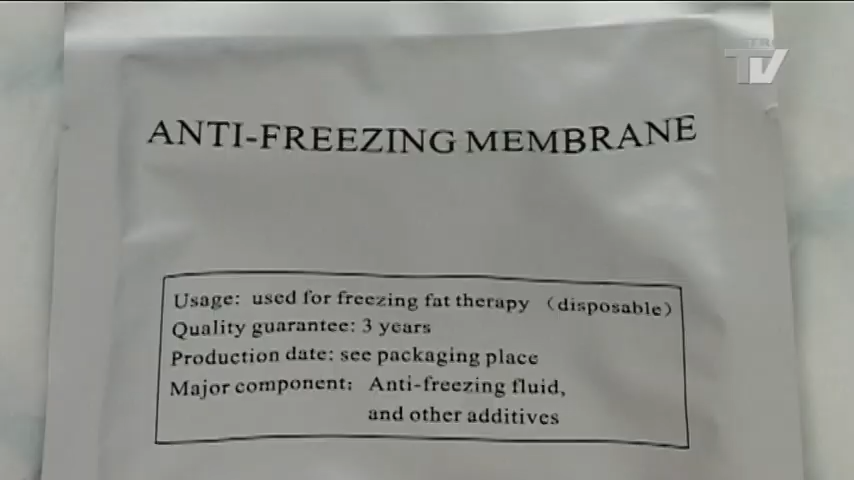 TV
ANTI-FREEZING MEMBRANE
Usage: used for freezing fat therapy （disposable）
Quality guarantee: 3 years
Production date: see packaging place
Major component: Anti-freezing fluid,
and other additives